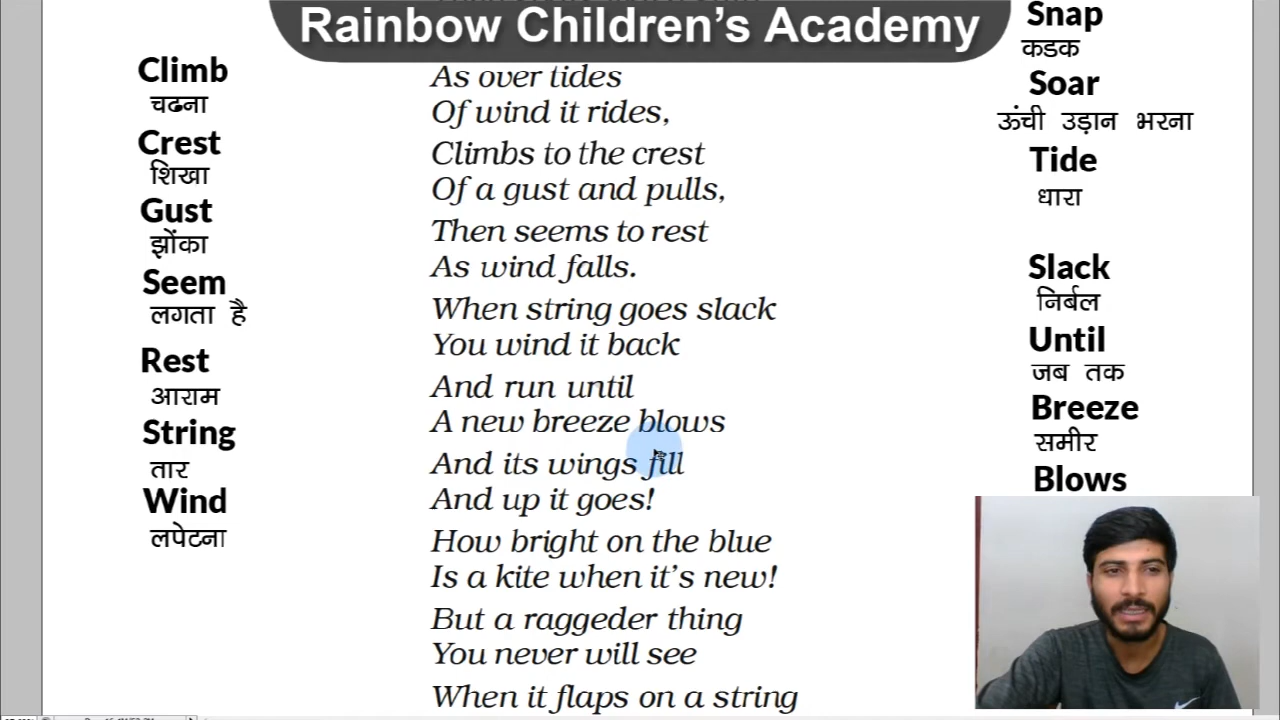 Rainbow Children's Academy
Climb
चढना
Crest
शिखा
Gust
झोंका
Seem
लगता है
Rest
आराम
String
तार
Wind
लपेटना
As over tides
Of wind it rides,
Climbs to the crest
Of a gust and pulls,
Then seems to rest
As wind falls.
When string goes slack
You wind it back
And run until
A new breeze blows
And its wings fill
And up it goes!
How bright on the blue
Is a kite when it's new!
But a raggeder thing
You never will see
When it flaps on a string
Snap
कडक
Soar
ऊंची उड़ान भरना
Tide
धारा
Slack
निर्बल
Until
जब तक
Breeze
समीर
Blows